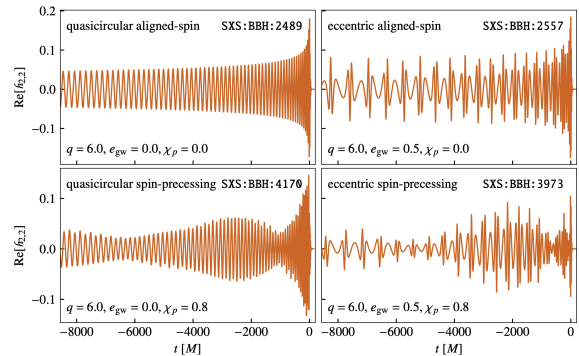 quasicircular aligned-spin SXS:BBH:2489
eccentric aligned-spin SXS:BBH:2557
0.2
0.1
0.0
−0.1
Re[𝒽2,2]
q = 6.0, egw = 0.0, χp = 0.0
q = 6.0, egw = 0.5, χp = 0.0
quasicircular spin-precessing SXS:BBH:4170
eccentric spin-precessing SXS:BBH:3973
0.1
0.0
−0.1
Re[𝒽2,2]
q = 6.0, egw = 0.0, χp = 0.8
q = 6.0, egw = 0.5, χp = 0.8
−8000 −6000 −4000 −2000 0
−8000 −6000 −4000 −2000 0
t [M]
t [M]